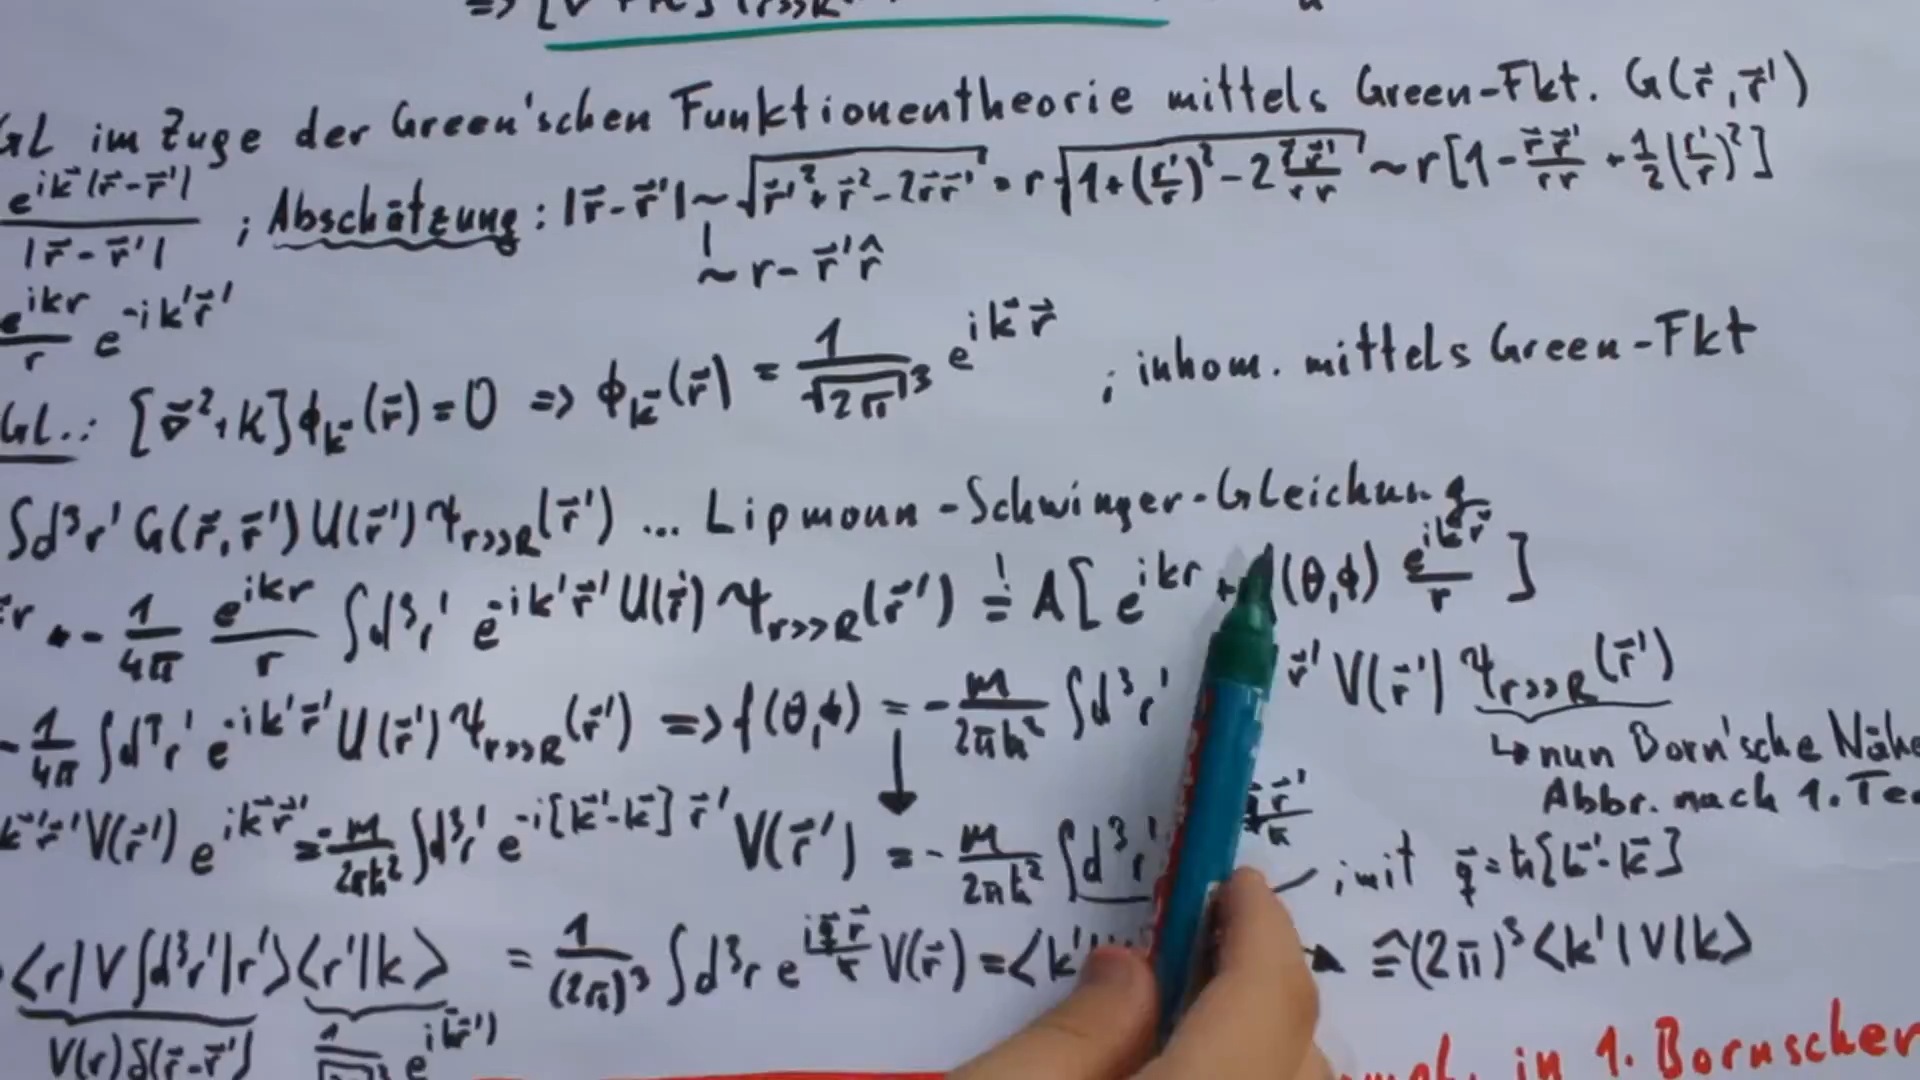 => [∇²+k²] ψ_{r>>R}
GL im Zuge der Green'schen Funktionentheorie mittels Green-Fkt. G(r⃗,r⃗')
e^{ik⃗|r⃗-r⃗'|}/|r⃗-r⃗'| ; Abschätzung: |r⃗-r⃗'| ~ √(r⃗'²+r⃗²-2r⃗r⃗') = r√(1+(r'/r)²-2 r⃗r⃗'/rr) ~ r[1 - r⃗r⃗'/rr + 1/2(r'/r)²]
~ r - r⃗'r̂
e^{ikr}/r e^{-ik'r⃗'}
GL.: [∇⃗²+k]ϕ_k⃗(r⃗)=0 => ϕ_k⃗(r⃗) = 1/√(2π)³ e^{ik⃗r⃗} ; inhom. mittels Green-Fkt
∫d³r' G(r⃗,r⃗')U(r⃗')ψ_{r>>R}(r⃗') ... Lipmann-Schwinger-Gleichung
r + - 1/4π e^{ikr}/r ∫d³r' e^{-ik'r⃗'} U(r⃗) ψ_{r>>R}(r⃗') =! A[e^{ikr} + (θ,ϕ) e^{ik⃗r⃗}/r ]
- 1/4π ∫d³r' e^{-ik'r⃗'} U(r⃗')ψ_{r>>R}(r⃗') => f(θ,ϕ) = - m/2πħ² ∫d³r' r⃗' V(r⃗') ψ_{r>>R}(r⃗')
↳ nun Born'sche Nähe
Abbr. nach 1. Te
k⃗'r⃗' V(r⃗') e^{ik⃗r⃗'} = - m/2πħ² ∫d³r' e^{-i[k⃗'-k⃗]r⃗'} V(r⃗') = - m/2πħ² ∫d³r' q⃗r⃗'/ħ ; mit q⃗=ħ[k⃗'-k⃗]
<r|V∫d³r'|r'><r'|k> = 1/(2π)³ ∫d³r e^{iq⃗r⃗/ħ} V(r⃗) = <k' ≙ (2π)³<k'|V|k>
V(r)δ(r⃗-r⃗') e^{i(k⃗r⃗')}
in 1. Bornscher